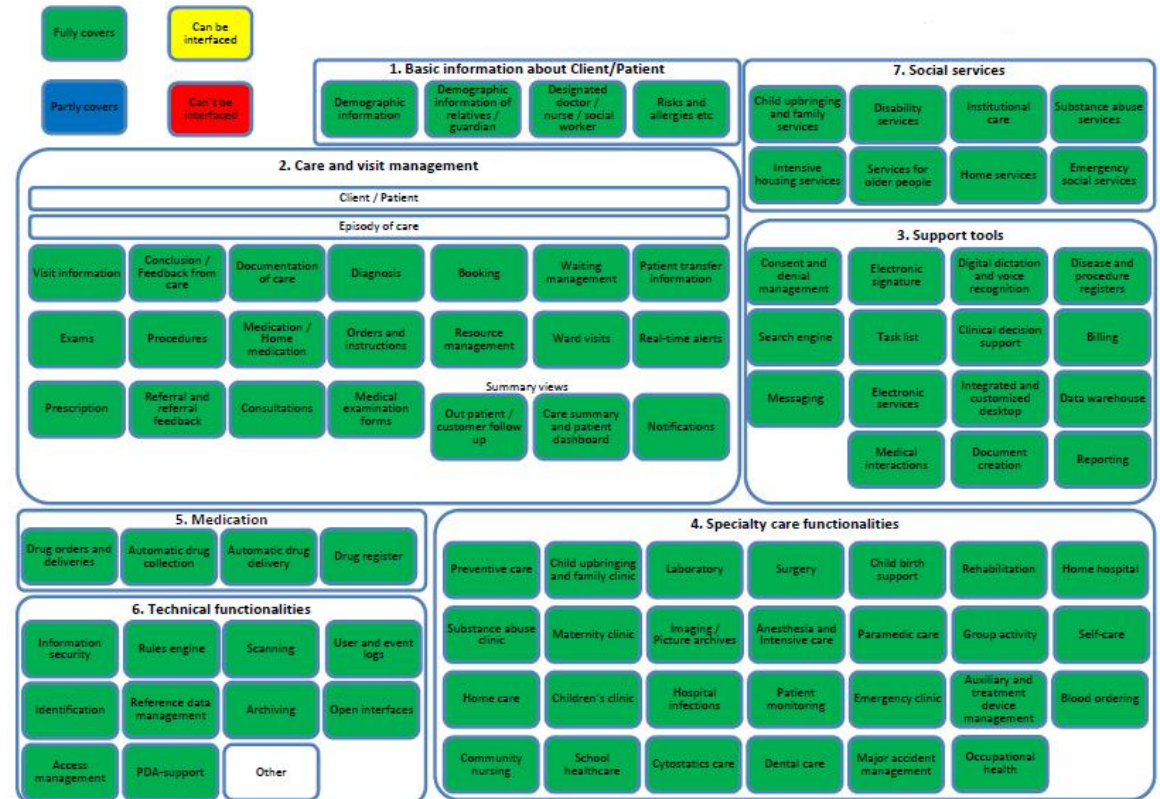 Fully covers
Can be
interfaced
Partly covers
Can't be
interfaced
1. Basic information about Client/Patient
Demographic
information
Demographic
information of
relatives /
guardian
Designated
doctor /
nurse / social
worker
Risks and
allergies etc
7. Social services
Child upbringing
and family
services
Disability
services
Institutional
care
Substance abuse
services
Intensive
housing services
Services for
older people
Home services
Emergency
social services
2. Care and visit management
Client / Patient
Episody of care
Visit information
Conclusion /
Feedback from
care
Documentation
of care
Diagnosis
Booking
Waiting
management
Patient transfer
information
Exams
Procedures
Medication /
Home
medication
Orders and
instructions
Resource
management
Ward visits
Real-time alerts
Prescription
Referral and
referral
feedback
Consultations
Medical
examination
forms
Summary views
Out patient /
customer follow
up
Care summary
and patient
dashboard
Notifications
3. Support tools
Consent and
denial
management
Electronic
signature
Digital dictation
and voice
recognition
Disease and
procedure
registers
Search engine
Task list
Clinical decision
support
Billing
Messaging
Electronic
services
Integrated and
customized
desktop
Data warehouse
Medical
interactions
Document
creation
Reporting
5. Medication
Drug orders and
deliveries
Automatic drug
collection
Automatic drug
delivery
Drug register
6. Technical functionalities
Information
security
Rules engine
Scanning
User and event
logs
Identification
Reference data
management
Archiving
Open interfaces
Access
management
PDA-support
Other
4. Specialty care functionalities
Preventive care
Child upbringing
and family clinic
Laboratory
Surgery
Child birth
support
Rehabilitation
Home hospital
Substance abuse
clinic
Maternity clinic
Imaging /
Picture archives
Anesthesia and
Intensive care
Paramedic care
Group activity
Self-care
Home care
Children's clinic
Hospital
infections
Patient
monitoring
Emergency clinic
Auxiliary and
treatment
device
management
Blood ordering
Community
nursing
School
healthcare
Cytostatics care
Dental care
Major accident
management
Occupational
health